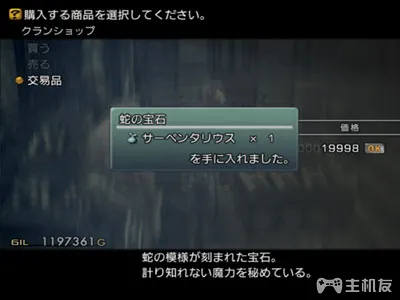 購入する商品を選択してください。
クランショップ
買う
売る
交易品
蛇の宝石
サーペンタリウス × 1
を手に入れました。
価格
00019998 OK
GIL 1197361G
蛇の模様が刻まれた宝石。
計り知れない魔力を秘めている。
主机友